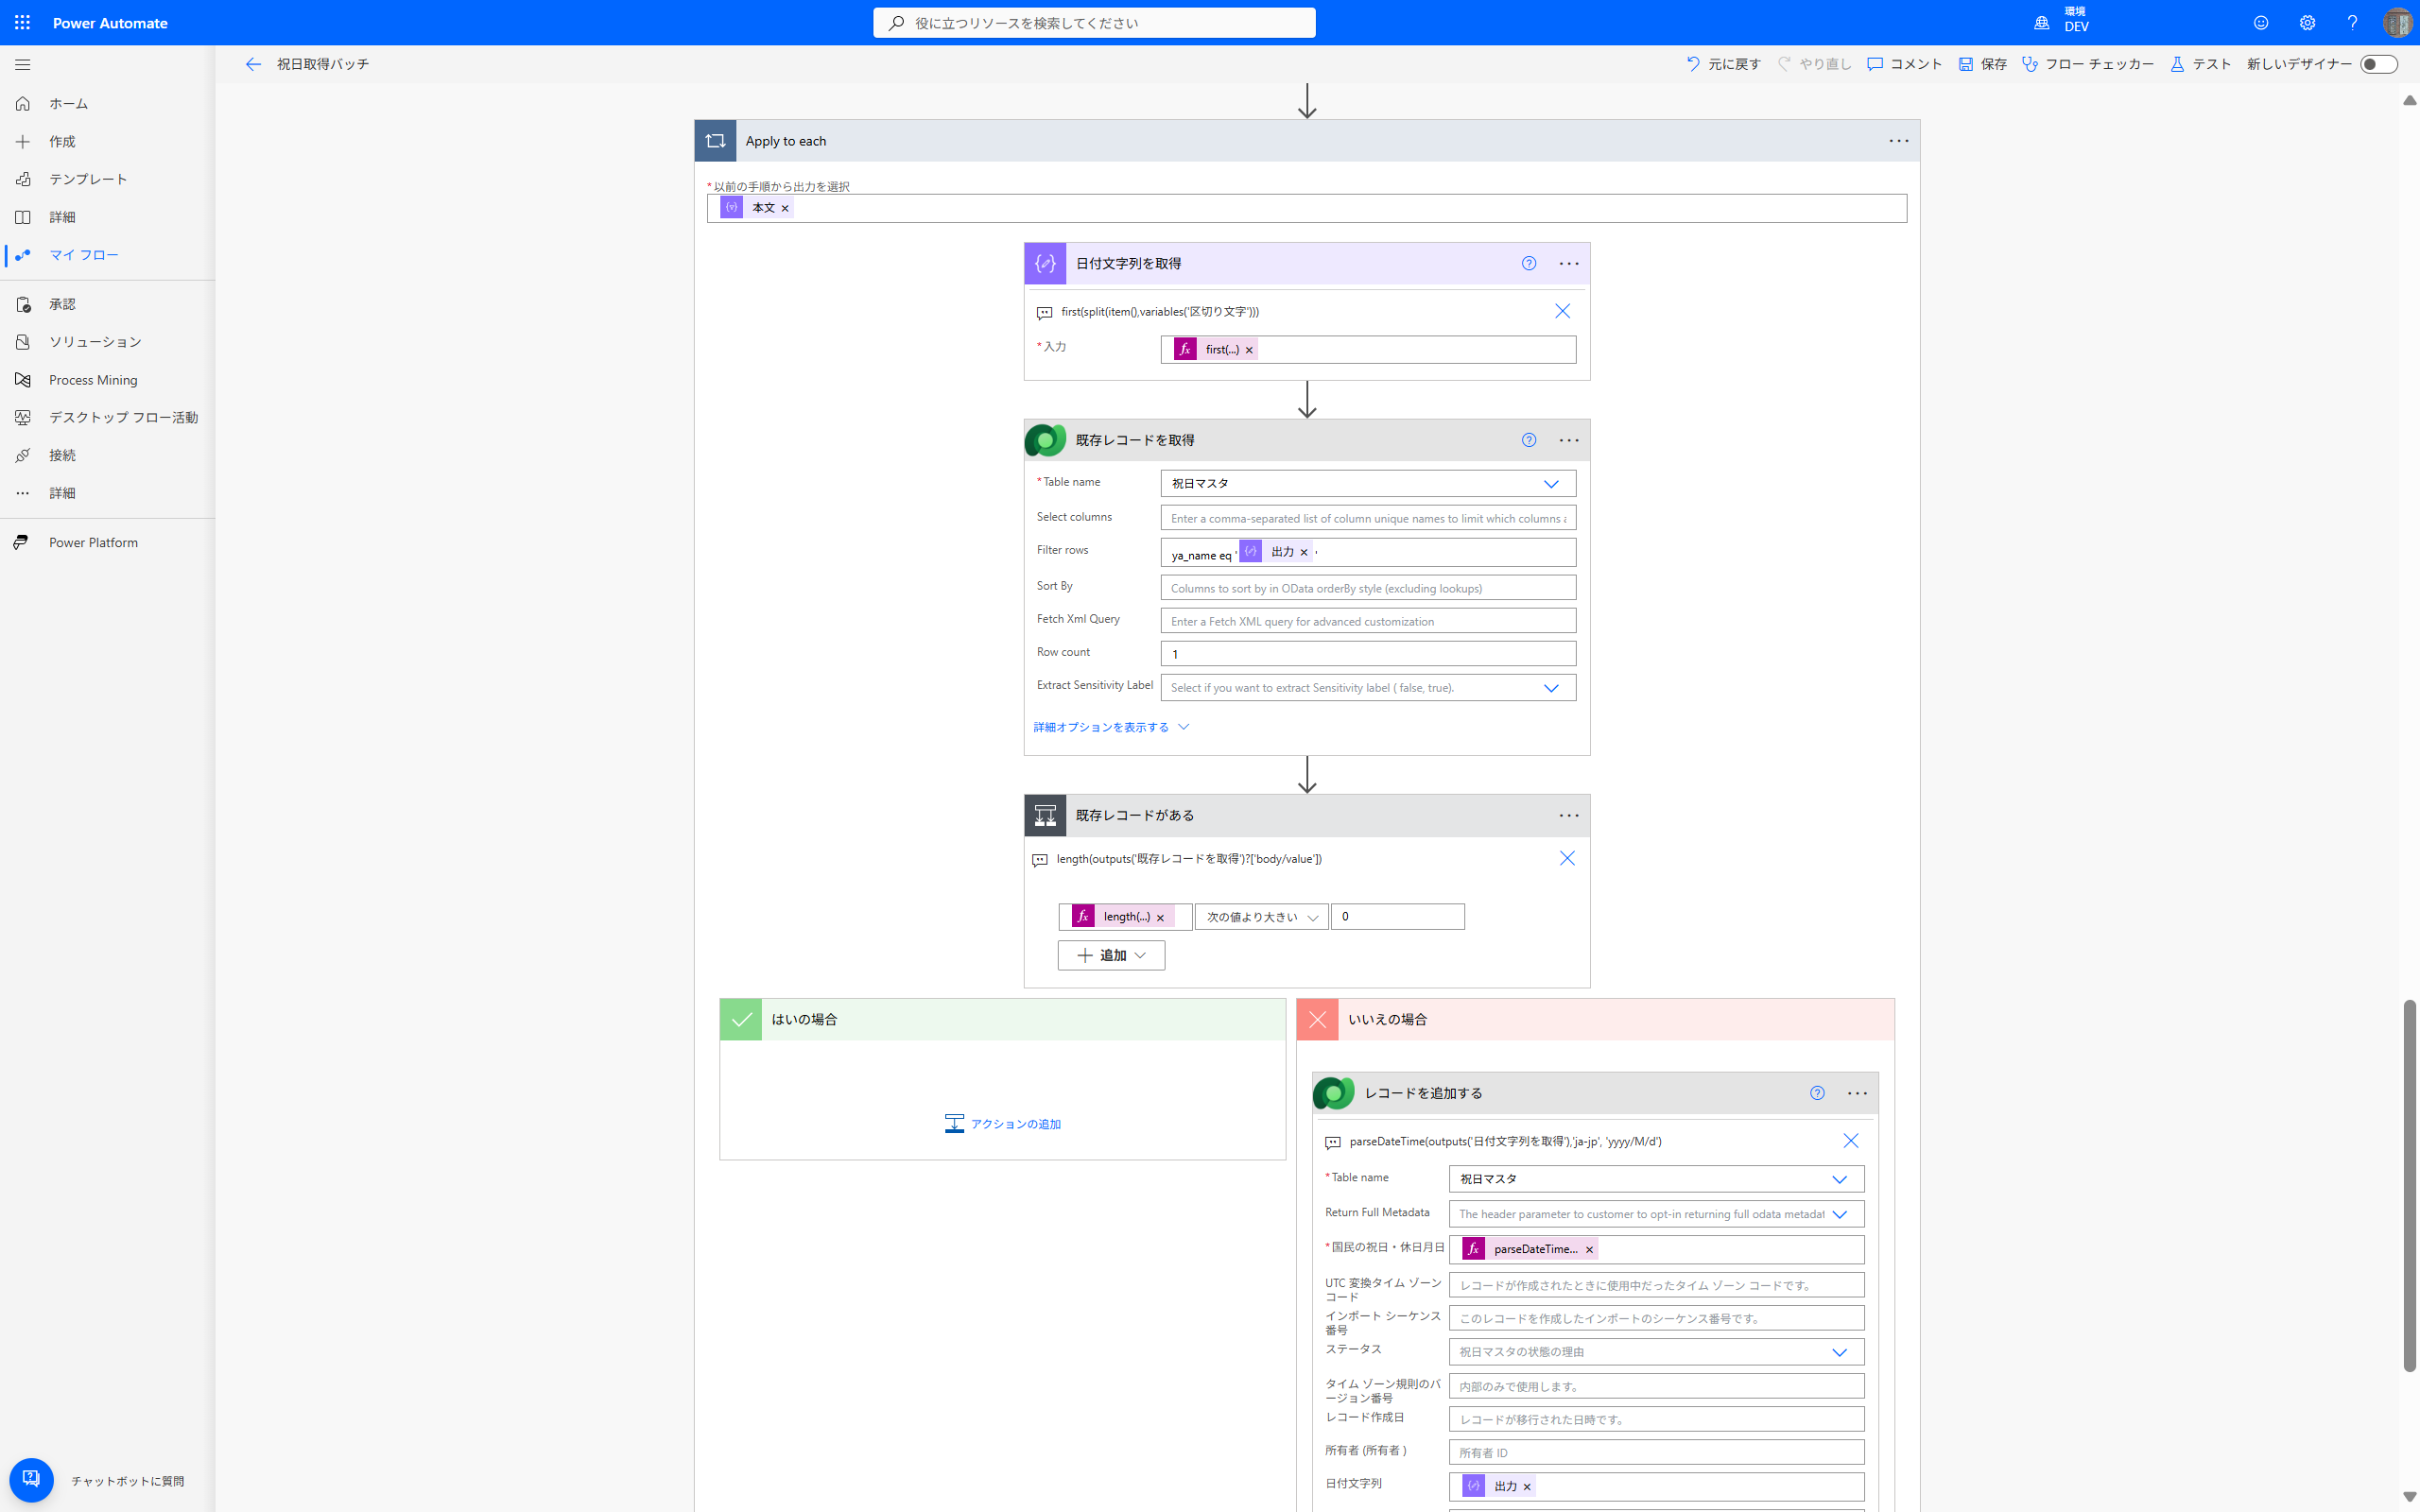 Power Automate
役に立つリソースを検索してください
環境
DEV
祝日取得バッチ
元に戻す
やり直し
コメント
保存
フロー チェッカー
テスト
新しいデザイナー
ホーム
作成
テンプレート
詳細
マイ フロー
承認
ソリューション
Process Mining
デスクトップ フロー活動
接続
詳細
Power Platform
チャットボットに質問
Apply to each
*以前の手順から出力を選択
本文
日付文字列を取得
first(split(item(),variables('区切り文字')))
*入力
first(...)
既存レコードを取得
*Table name
祝日マスタ
Select columns
Enter a comma-separated list of column unique names to limit which columns a
Filter rows
ya_name eq ' 出力 '
Sort By
Columns to sort by in OData orderBy style (excluding lookups)
Fetch Xml Query
Enter a Fetch XML query for advanced customization
Row count
1
Extract Sensitivity Label
Select if you want to extract Sensitivity label ( false, true).
詳細オプションを表示する
既存レコードがある
length(outputs('既存レコードを取得')?['body/value'])
length(...)
次の値より大きい
0
追加
はいの場合
アクションの追加
いいえの場合
レコードを追加する
parseDateTime(outputs('日付文字列を取得'),'ja-jp', 'yyyy/M/d')
*Table name
祝日マスタ
Return Full Metadata
The header parameter to customer to opt-in returning full odata metadat
*国民の祝日・休日月日
parseDateTime...
UTC 変換タイム ゾーン
コード
レコードが作成されたときに使用中だったタイム ゾーン コードです。
インポート シーケンス
番号
このレコードを作成したインポートのシーケンス番号です。
ステータス
祝日マスタの状態の理由
タイム ゾーン規則のバ
ージョン番号
内部のみで使用します。
レコード作成日
レコードが移行された日時です。
所有者 (所有者 )
所有者 ID
日付文字列
出力